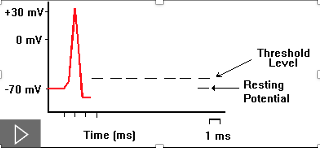 +30 mV
0 mV
Threshold
Level
Resting
Potential
-70 mV
Time (ms)
1 ms